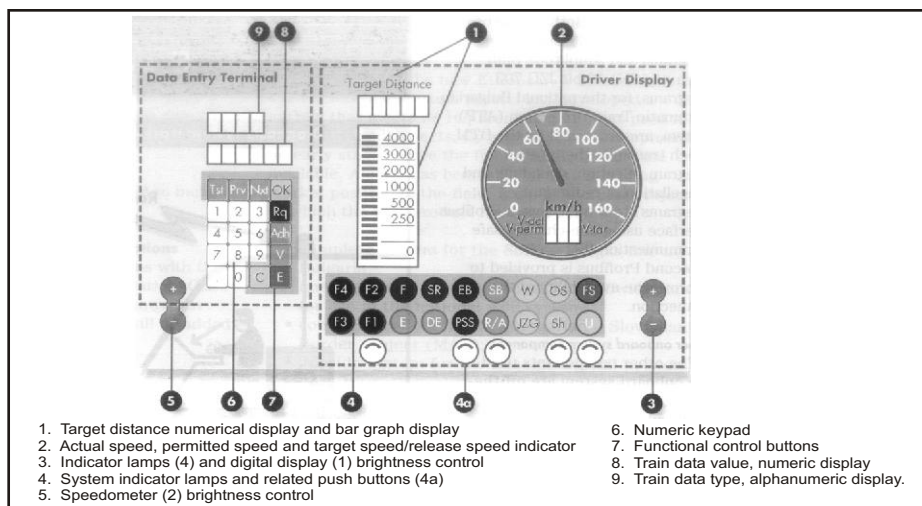 9 8 1 2
Data Entry Terminal
Driver Display
Target Distance
4000
3000
2000
1000
500
250
0
0 20 40 60 80 100 120 140 160
km/h
V-perm V-tar
Tst Prv Nxt OK
1 2 3 Rq
4 5 6 Adh
7 8 9 V
0 C E
F4 F2 F SR EB SB W OS FS
F3 F1 E DE PSS R/A JZG Sh U
+ +
− −
5 6 7 4 4a 3
1. Target distance numerical display and bar graph display
2. Actual speed, permitted speed and target speed/release speed indicator
3. Indicator lamps (4) and digital display (1) brightness control
4. System indicator lamps and related push buttons (4a)
5. Speedometer (2) brightness control
6. Numeric keypad
7. Functional control buttons
8. Train data value, numeric display
9. Train data type, alphanumeric display.